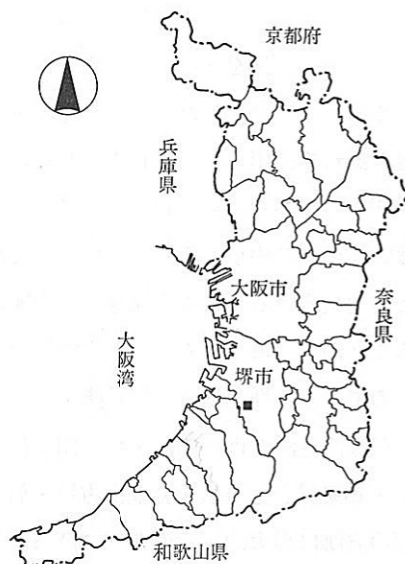 京都府
兵庫県
大阪市
奈良県
大阪湾
堺市
和歌山県